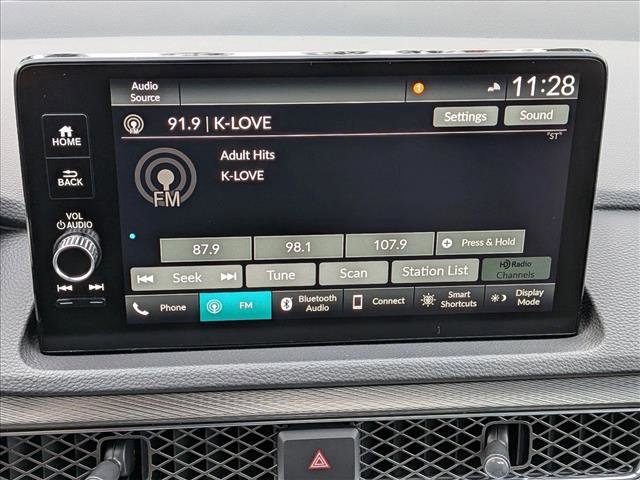 Audio
Source
1
11:28
91.9 | K-LOVE
Settings
Sound
"ST"
HOME
BACK
VOL
AUDIO
Adult Hits
K-LOVE
FM
87.9
98.1
107.9
Press & Hold
Seek
Tune
Scan
Station List
HD Radio
Channels
Phone
FM
Bluetooth
Audio
Connect
Smart
Shortcuts
Display
Mode